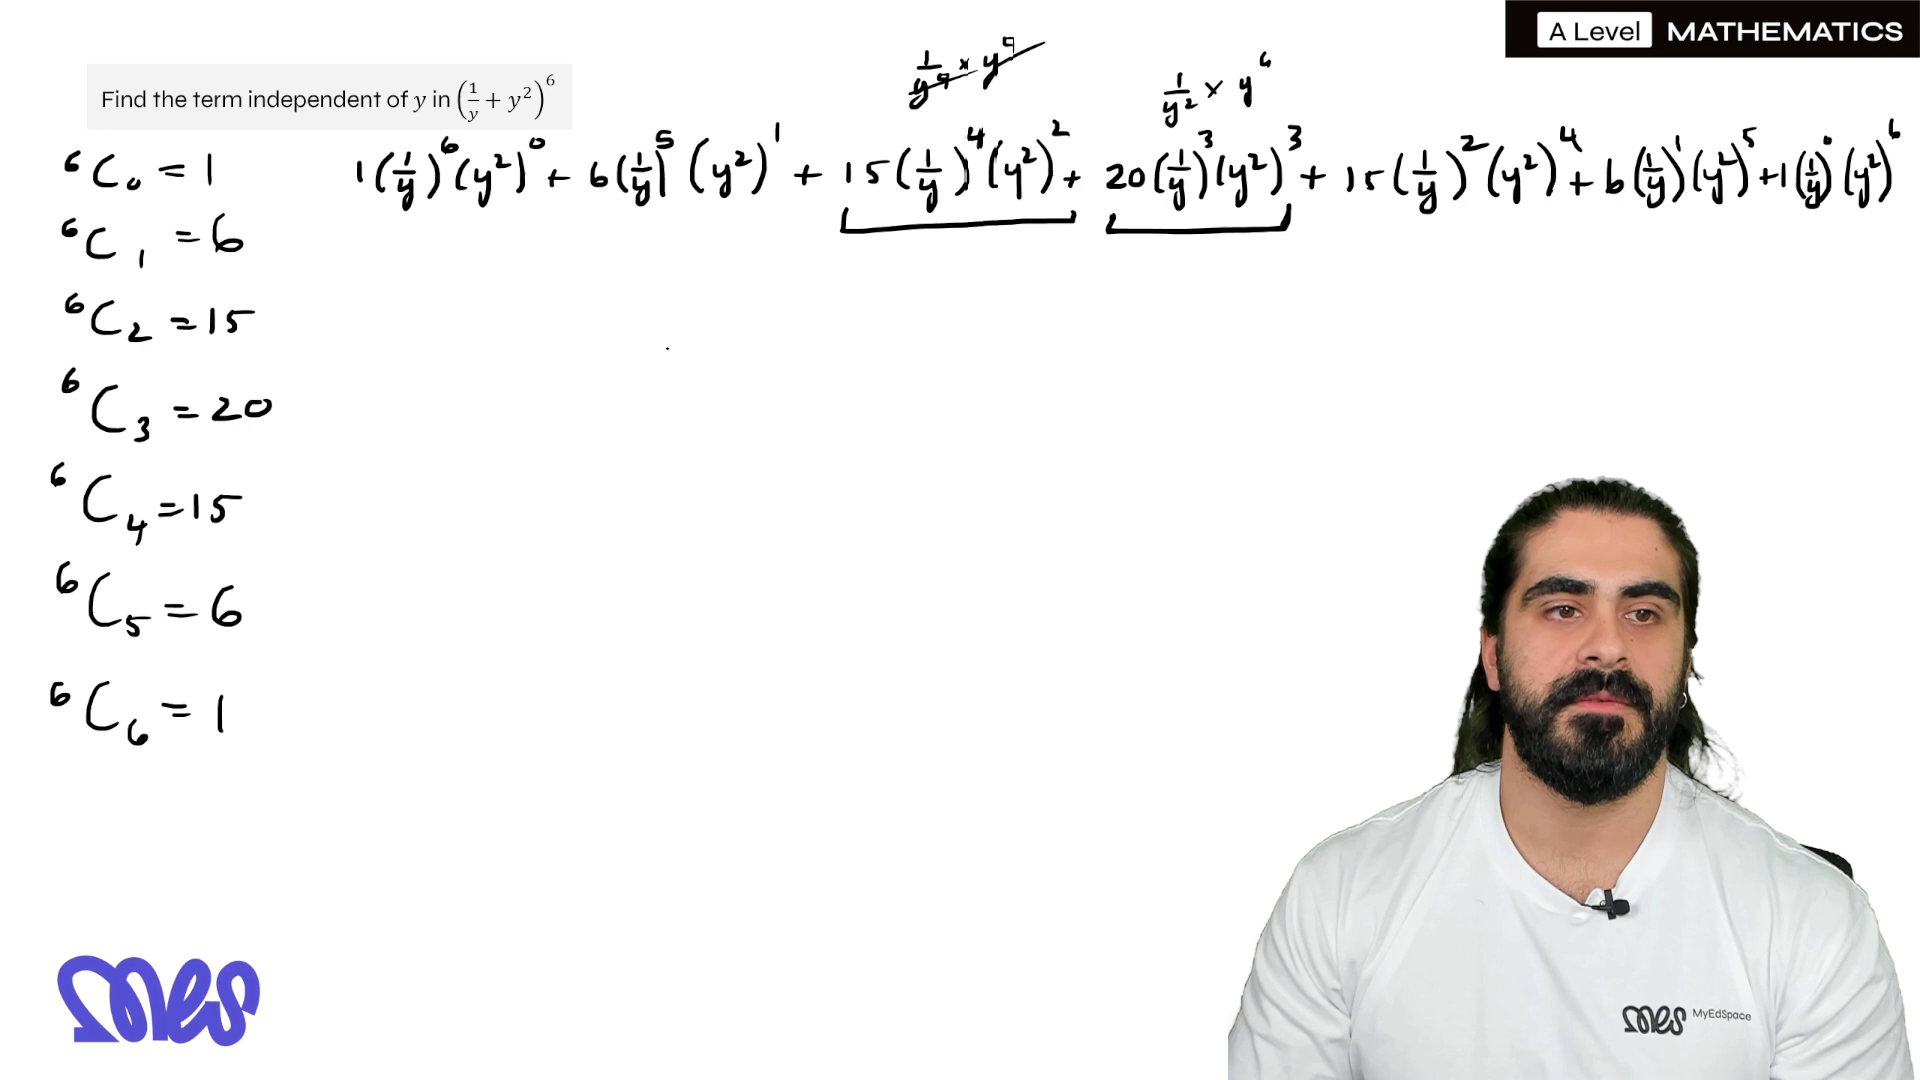 A Level MATHEMATICS
Find the term independent of y in (1/y + y²)⁶
1/y⁴ × y⁴
1/y² × y⁶
⁶C₀ = 1
1(1/y)⁶(y²)⁰ + 6(1/y)⁵(y²)¹ + 15(1/y)⁴(y²)² + 20(1/y)³(y²)³ + 15(1/y)²(y²)⁴ + 6(1/y)¹(y²)⁵ + 1(1/y)⁰(y²)⁶
⁶C₁ = 6
⁶C₂ = 15
⁶C₃ = 20
⁶C₄ = 15
⁶C₅ = 6
⁶C₆ = 1
mes
mes MyEdSpace